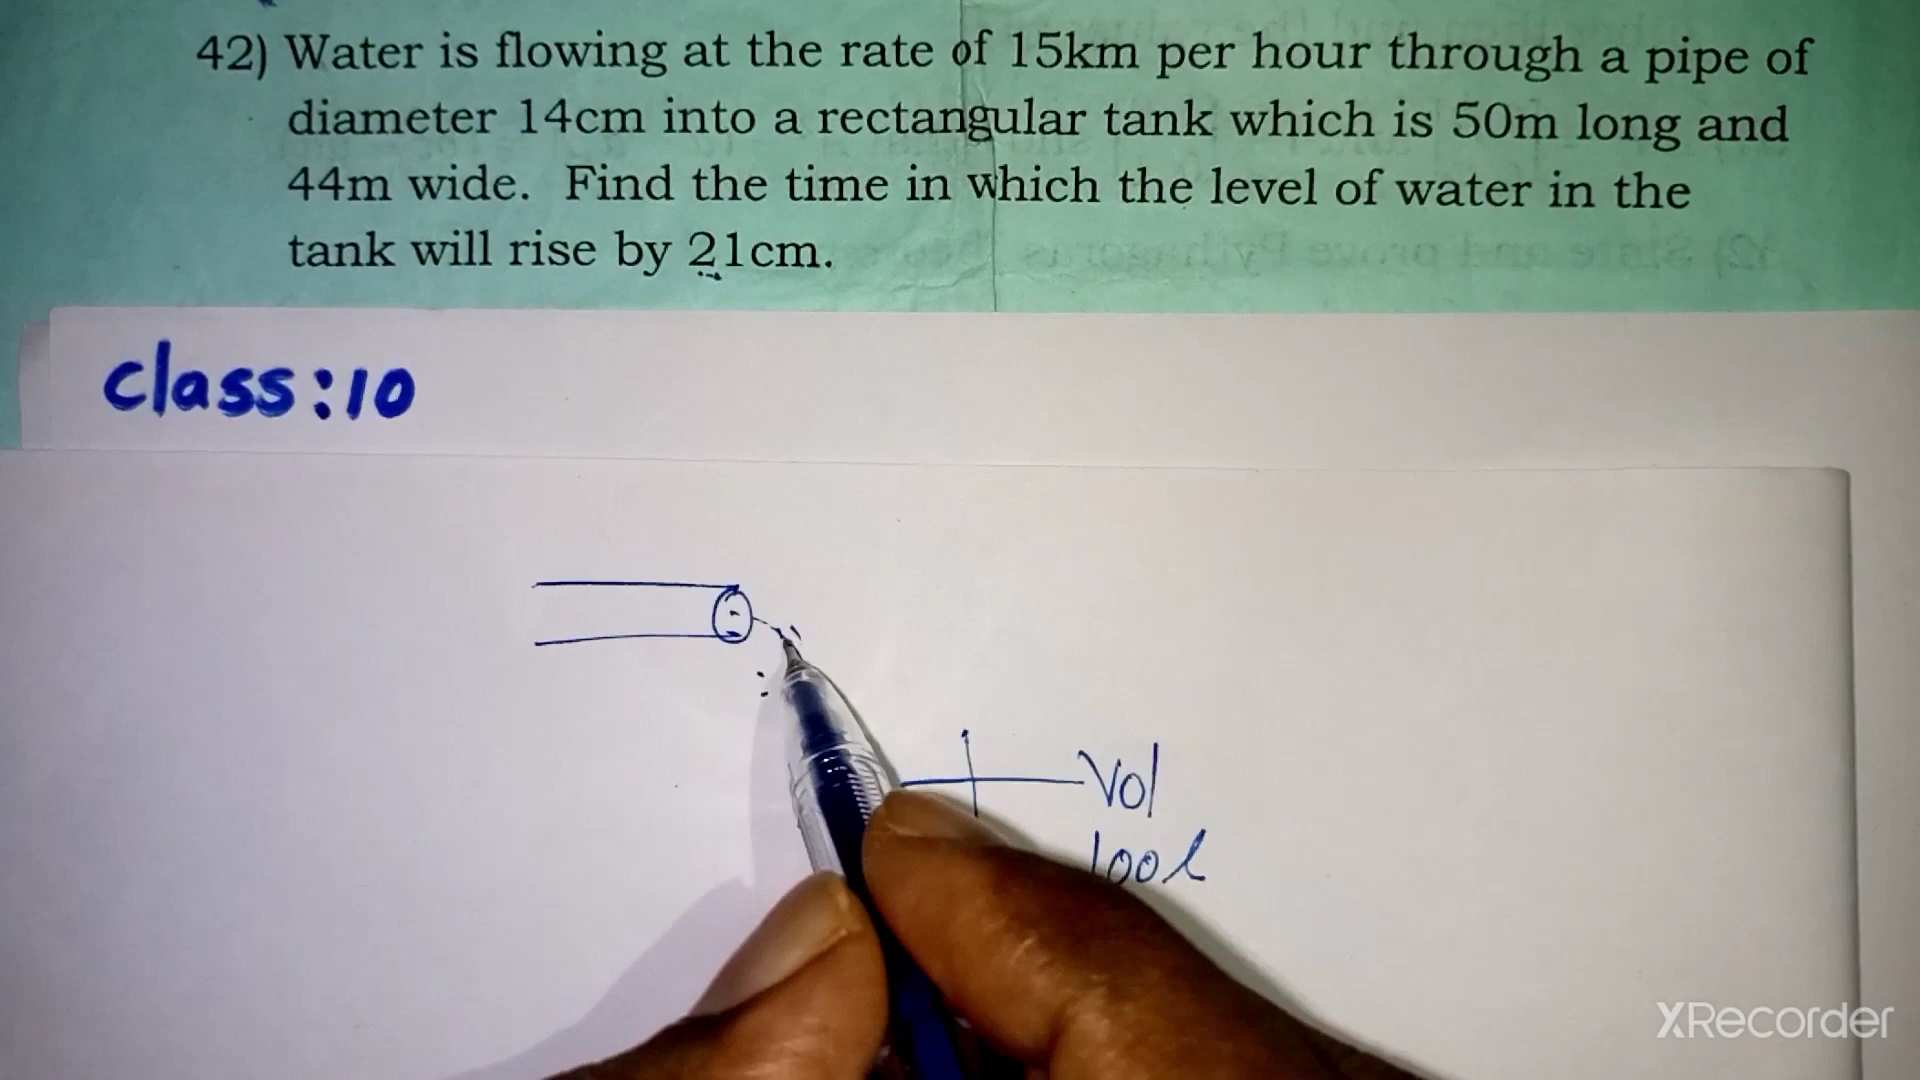 42) Water is flowing at the rate of 15km per hour through a pipe of
diameter 14cm into a rectangular tank which is 50m long and
44m wide. Find the time in which the level of water in the
tank will rise by 21cm.
class:10
Vol
100l
XRecorder